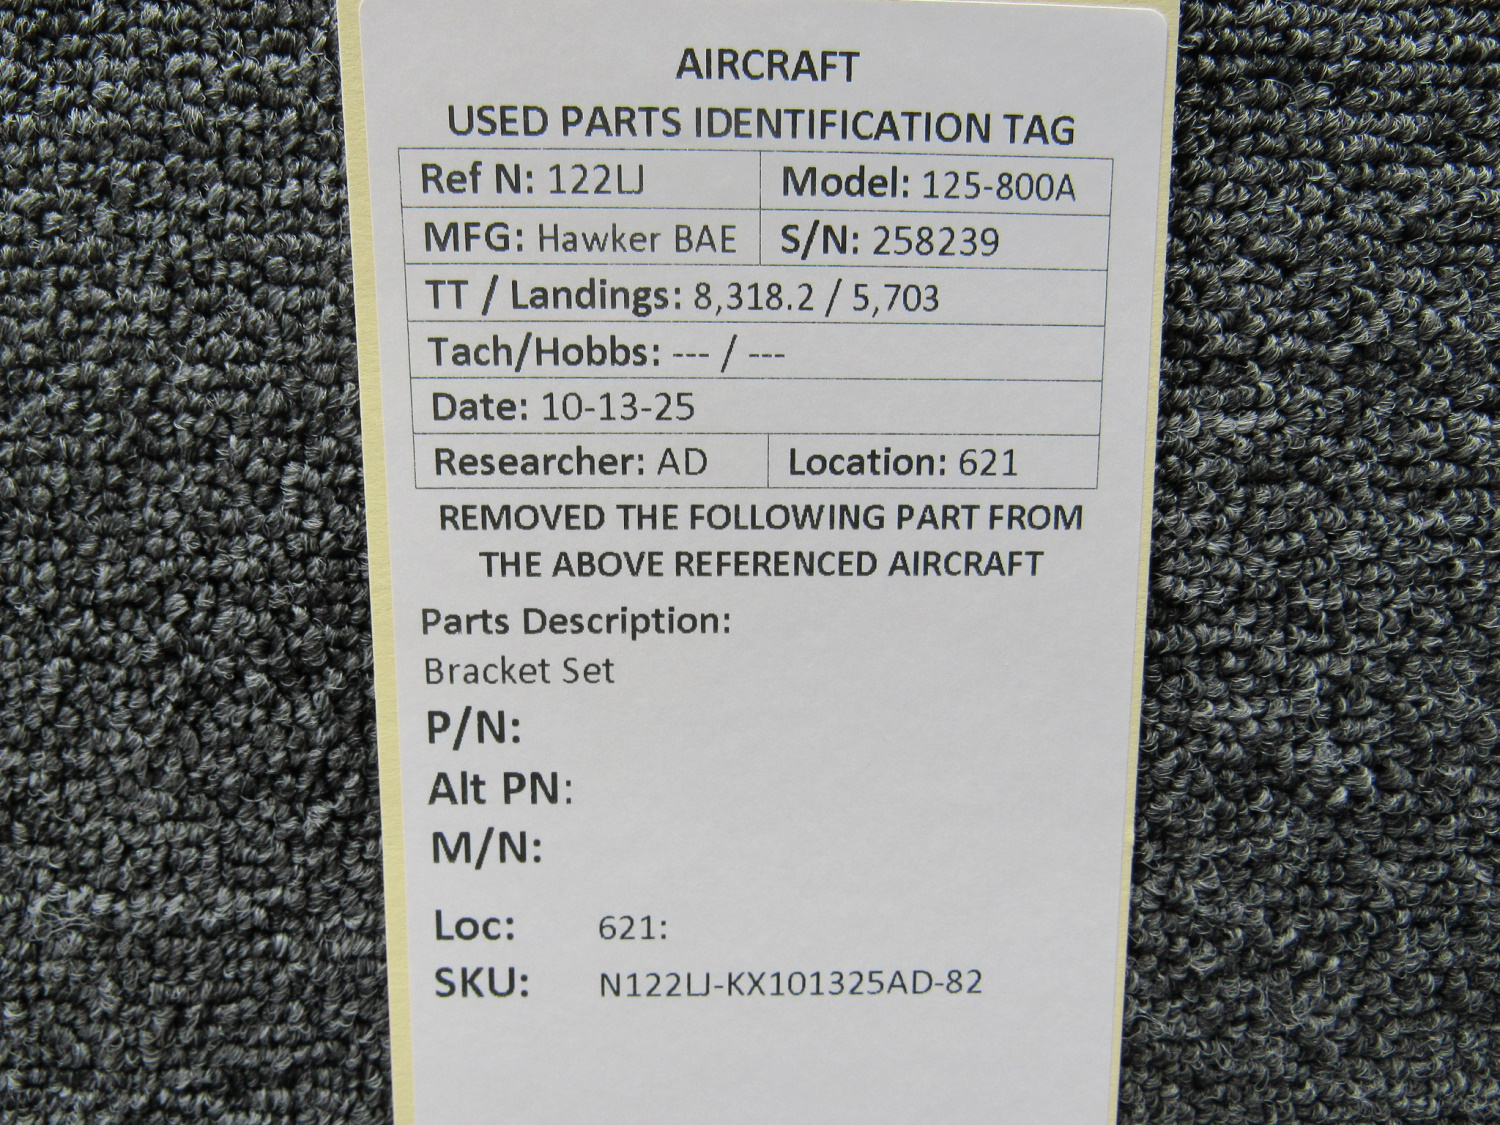 AIRCRAFT
USED PARTS IDENTIFICATION TAG
Ref N: 122LJ Model: 125-800A
MFG: Hawker BAE S/N: 258239
TT / Landings: 8,318.2 / 5,703
Tach/Hobbs: --- / ---
Date: 10-13-25
Researcher: AD Location: 621
REMOVED THE FOLLOWING PART FROM
THE ABOVE REFERENCED AIRCRAFT
Parts Description:
Bracket Set
P/N:
Alt PN:
M/N:
Loc: 621:
SKU: N122LJ-KX101325AD-82